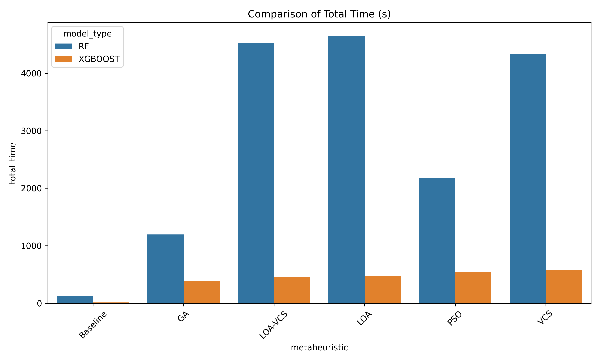 Comparison of Total Time (s)
model_type
RF
XGBOOST
total_time
4000
3000
2000
1000
0
Baseline
GA
LOA-VCS
LOA
PSO
VCS
metaheuristic